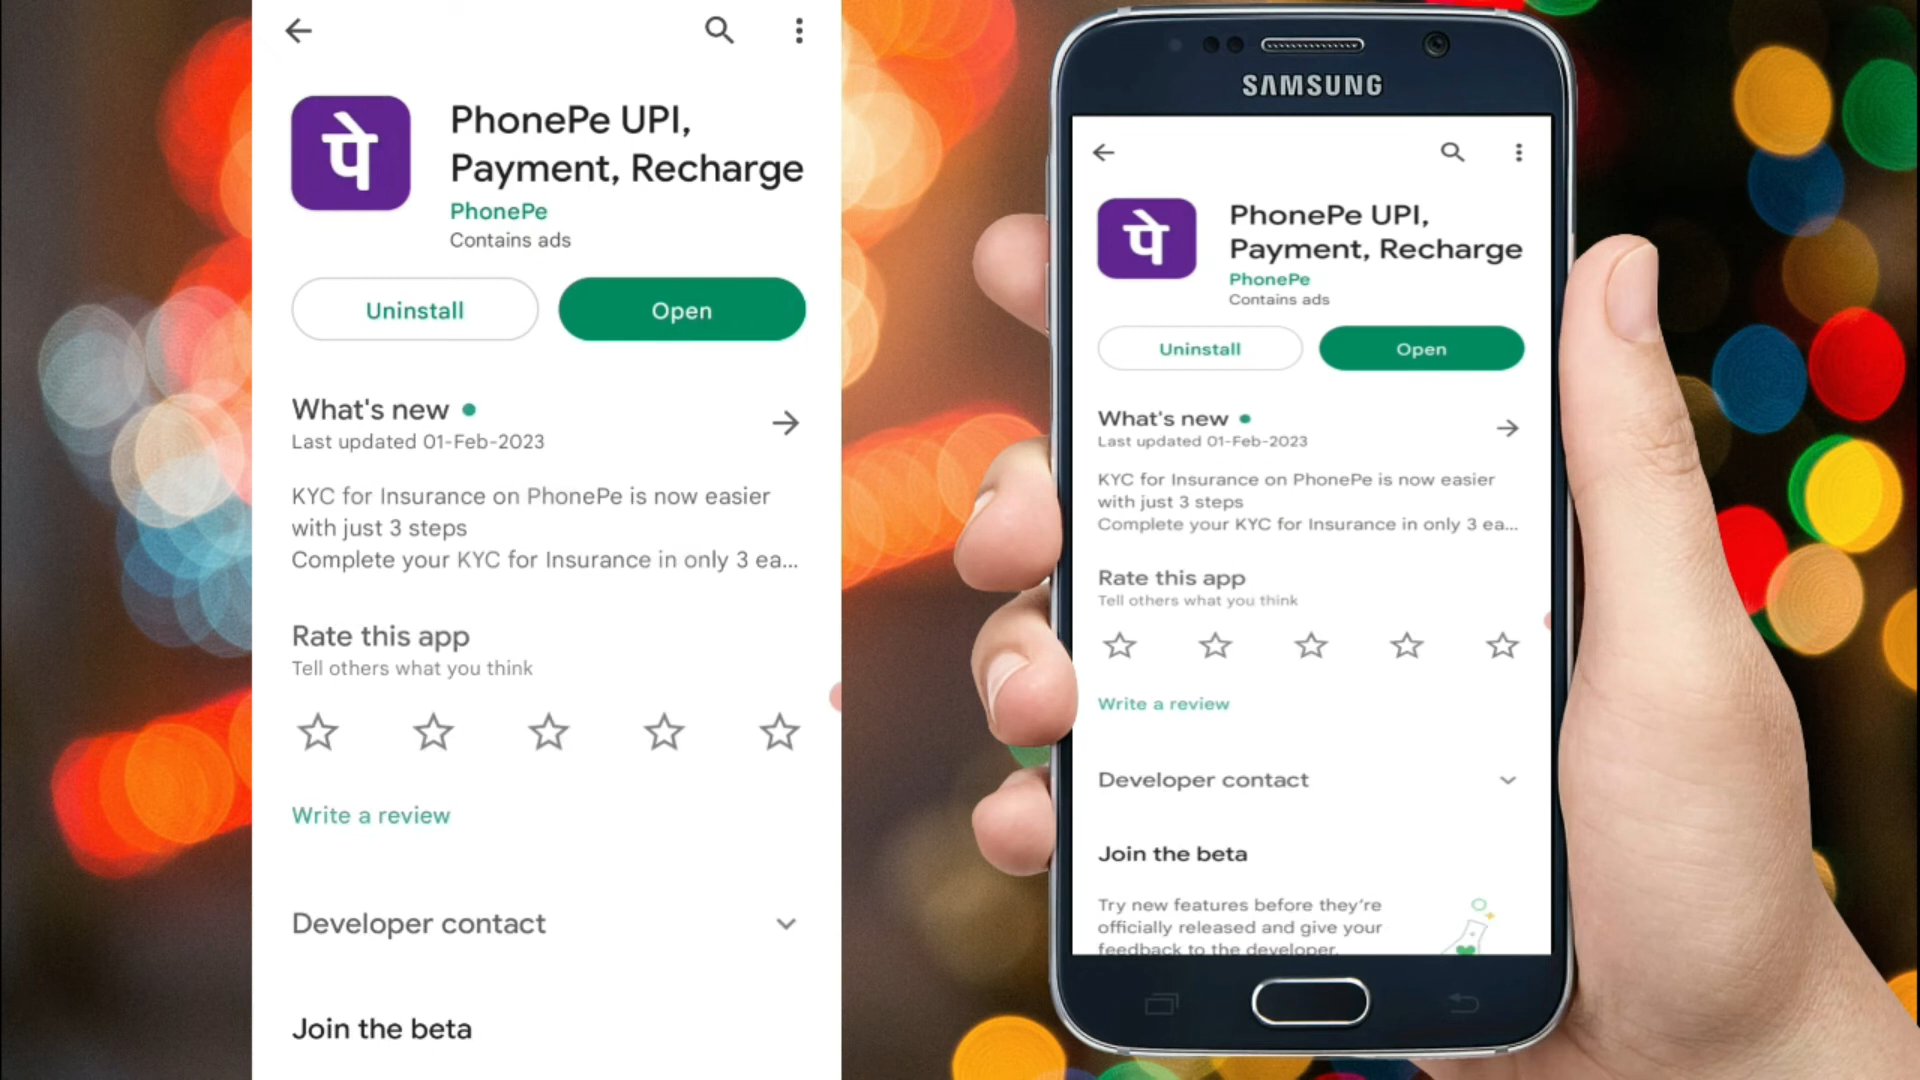 पे
PhonePe UPI,
Payment, Recharge
PhonePe
Contains ads
Uninstall
Open
What's new
Last updated 01-Feb-2023
KYC for Insurance on PhonePe is now easier
with just 3 steps
Complete your KYC for Insurance in only 3 ea...
Rate this app
Tell others what you think
Write a review
Developer contact
Join the beta
SAMSUNG
पे
PhonePe UPI,
Payment, Recharge
PhonePe
Contains ads
Uninstall
Open
What's new
Last updated 01-Feb-2023
KYC for Insurance on PhonePe is now easier
with just 3 steps
Complete your KYC for Insurance in only 3 ea...
Rate this app
Tell others what you think
Write a review
Developer contact
Join the beta
Try new features before they're
officially released and give your
feedback to the developer.